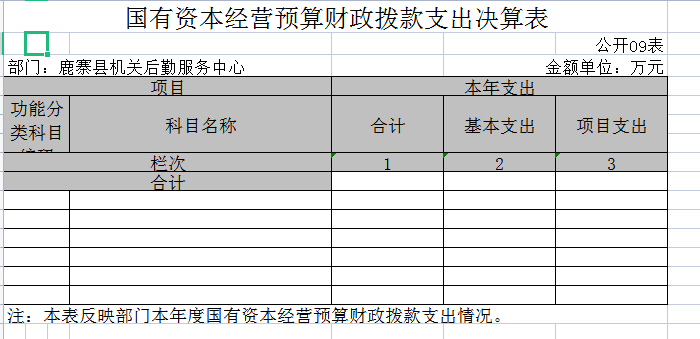 国有资本经营预算财政拨款支出决算表
公开09表
部门：鹿寨县机关后勤服务中心 金额单位：万元
项目 本年支出
功能分
类科目
编码
科目名称 合计 基本支出 项目支出
栏次 1 2 3
合计
注：本表反映部门本年度国有资本经营预算财政拨款支出情况。